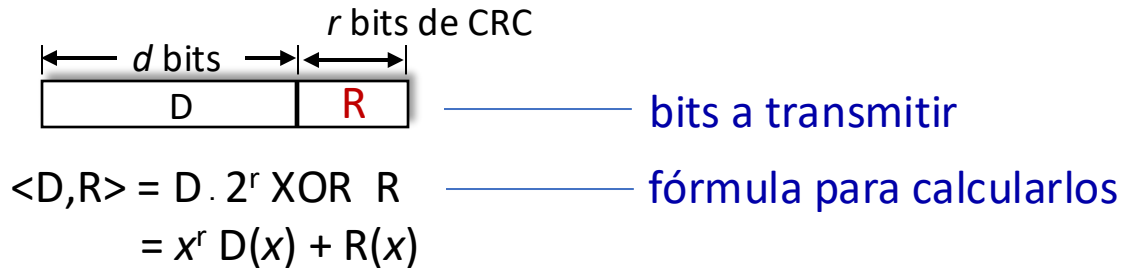 r bits de CRC
d bits
D R
bits a transmitir
<D,R> = D . 2ʳ XOR R
fórmula para calcularlos
= xʳ D(x) + R(x)